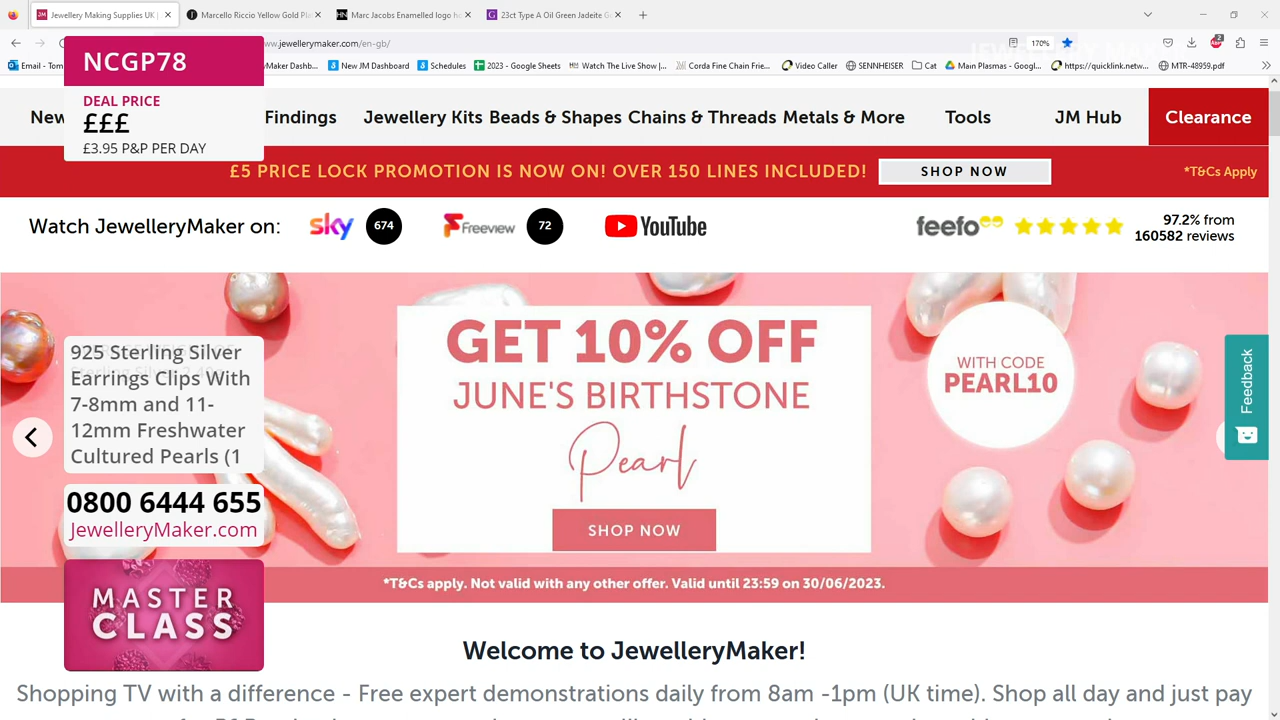 Jewellery Making Supplies UK |
Marcello Riccio Yellow Gold Pla
Marc Jacobs Enamelled logo h
23ct Type A Oil Green Jadeite G
ww.jewellerymaker.com/en-gb/
170%
Email - Tom
Maker Dashb...
New JM Dashboard
Schedules
2023 - Google Sheets
Watch The Live Show |...
Corda Fine Chain Frie...
Video Caller
SENNHEISER
Cat
Main Plasmas - Googl...
https://quicklink.netw...
MTR-48959.pdf
NCGP78
DEAL PRICE
£££
£3.95 P&P PER DAY
New
Findings
Jewellery Kits
Beads & Shapes
Chains & Threads
Metals & More
Tools
JM Hub
Clearance
£5 PRICE LOCK PROMOTION IS NOW ON! OVER 150 LINES INCLUDED!
SHOP NOW
*T&Cs Apply
Watch JewelleryMaker on:
sky
674
Freeview
72
YouTube
feefo
97.2% from
160582 reviews
GET 10% OFF
JUNE'S BIRTHSTONE
Pearl
SHOP NOW
WITH CODE
PEARL10
Feedback
925 Sterling Silver
Earrings Clips With
7-8mm and 11-
12mm Freshwater
Cultured Pearls (1
0800 6444 655
JewelleryMaker.com
MASTER
CLASS
*T&Cs apply. Not valid with any other offer. Valid until 23:59 on 30/06/2023.
Welcome to JewelleryMaker!
Shopping TV with a difference - Free expert demonstrations daily from 8am -1pm (UK time). Shop all day and just pay